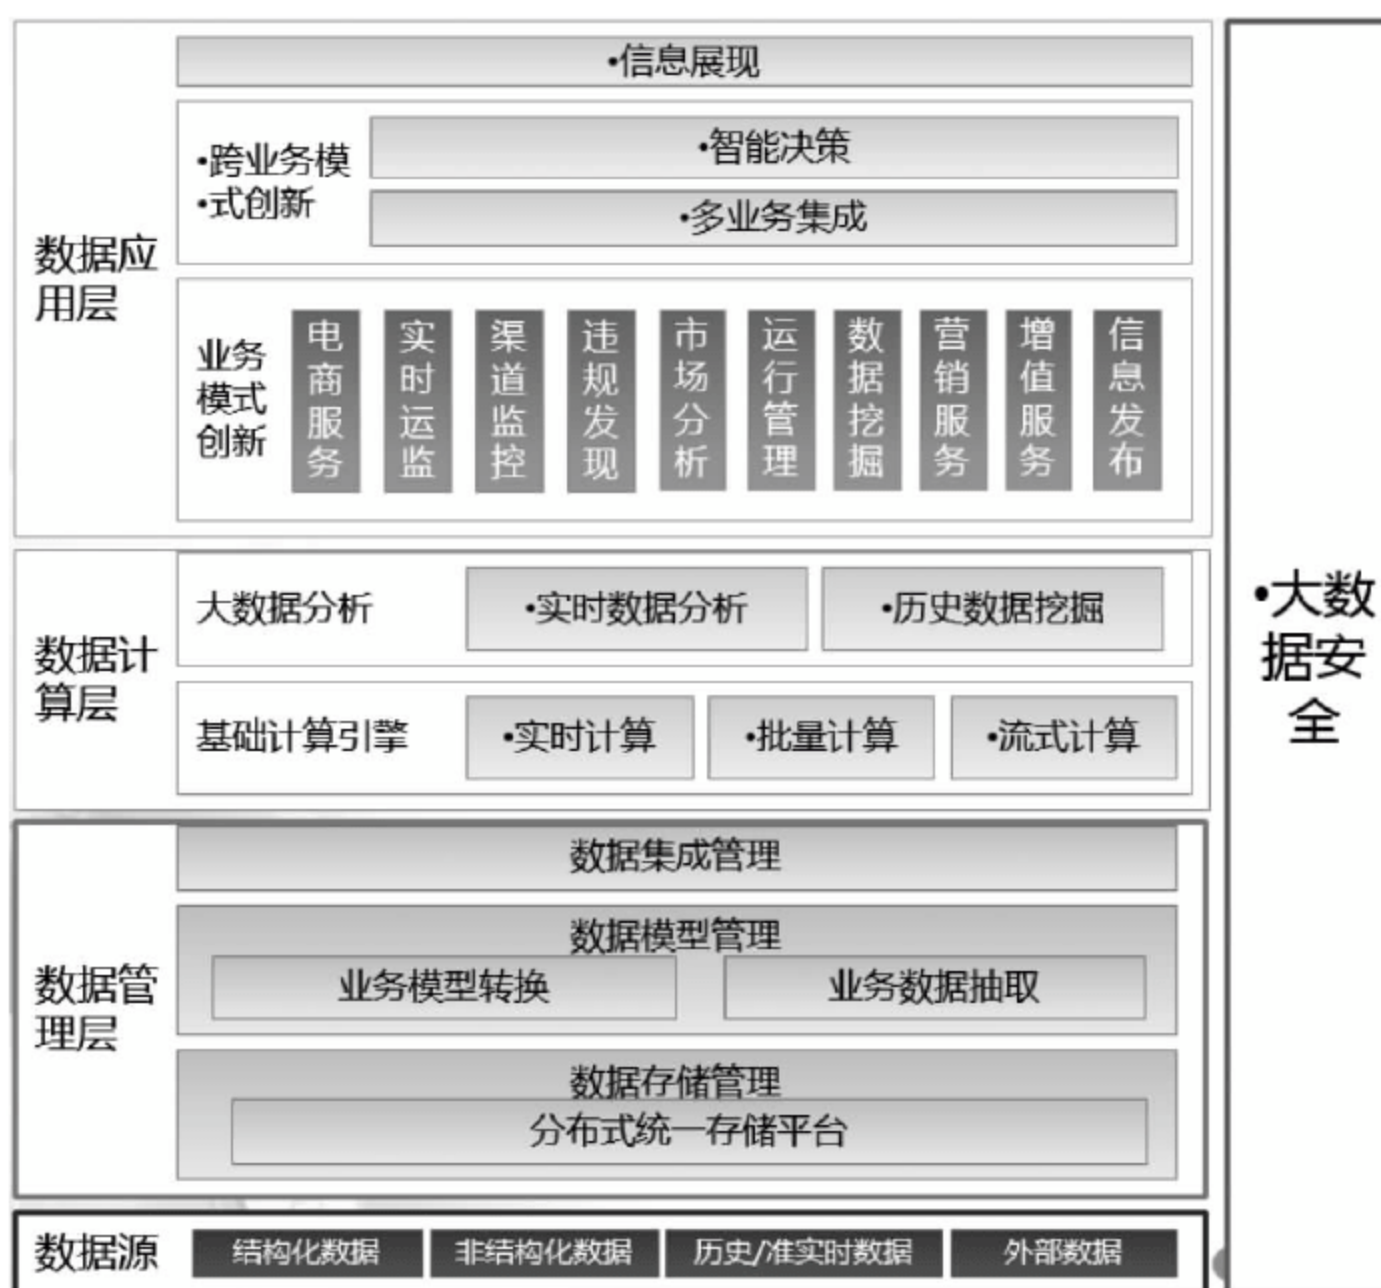 •信息展现
•跨业务模
•式创新
•智能决策
•多业务集成
数据应
用层
业务
模式
创新
电商服务
实时运监
渠道监控
违规发现
市场分析
运行管理
数据挖掘
营销服务
增值服务
信息发布
数据计
算层
大数据分析
•实时数据分析
•历史数据挖掘
基础计算引擎
•实时计算
•批量计算
•流式计算
数据管
理层
数据集成管理
数据模型管理
业务模型转换
业务数据抽取
数据存储管理
分布式统一存储平台
数据源
结构化数据
非结构化数据
历史/准实时数据
外部数据
•大数
据安
全